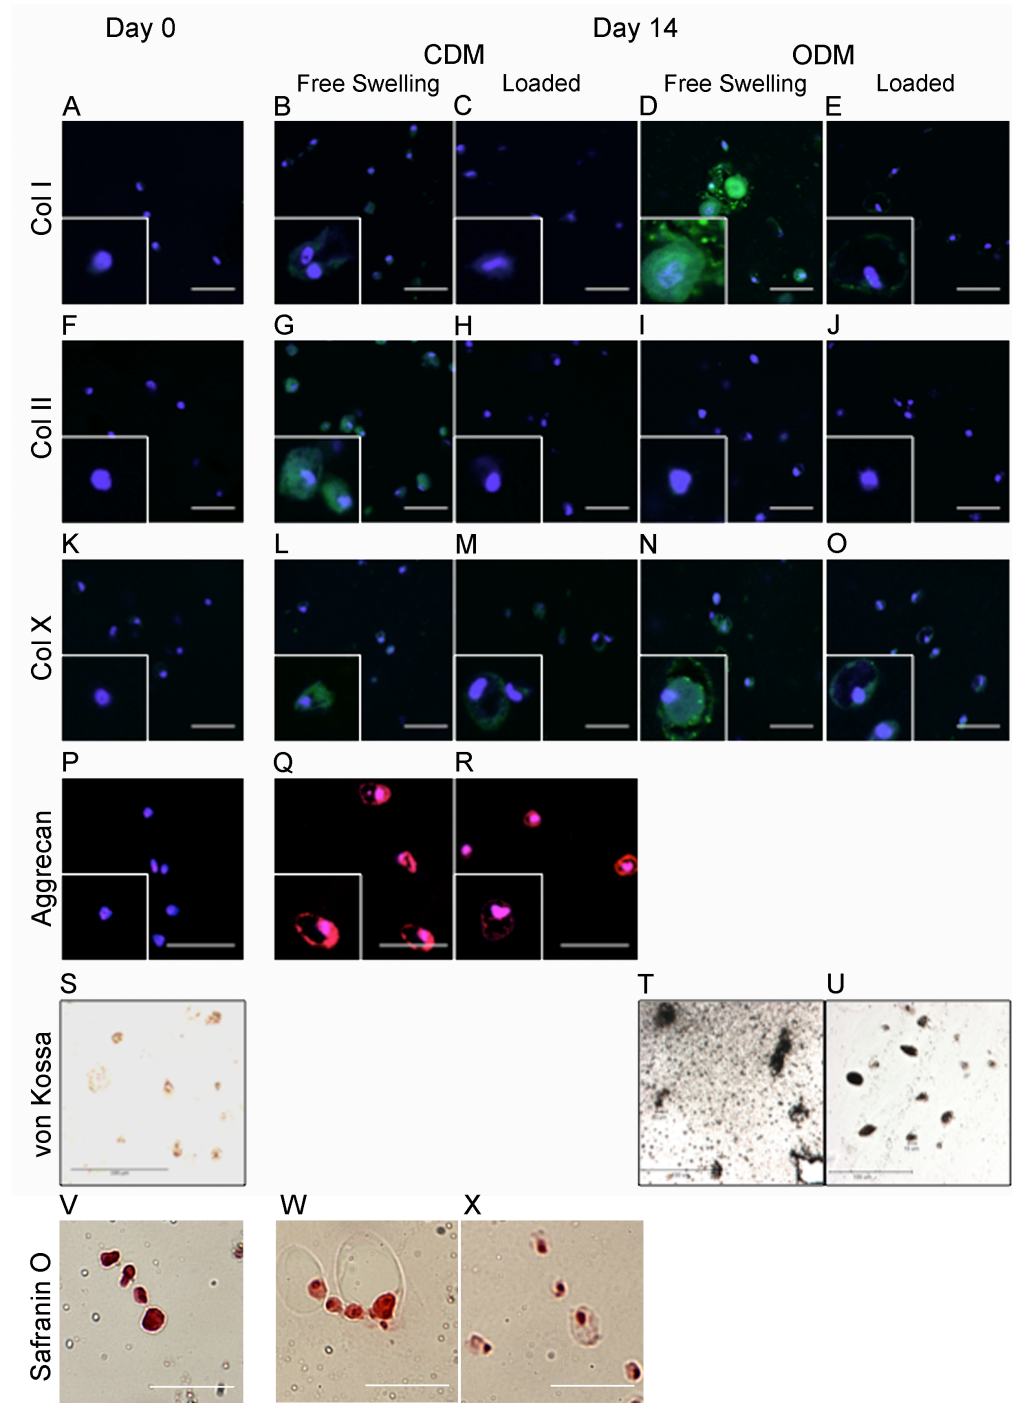 Day 0
Day 14
CDM
ODM
Free Swelling
Loaded
Free Swelling
Loaded
A
B
C
D
E
Col I
F
G
H
I
J
Col II
K
L
M
N
O
Col X
P
Q
R
Aggrecan
S
T
U
von Kossa
V
W
X
Safranin O